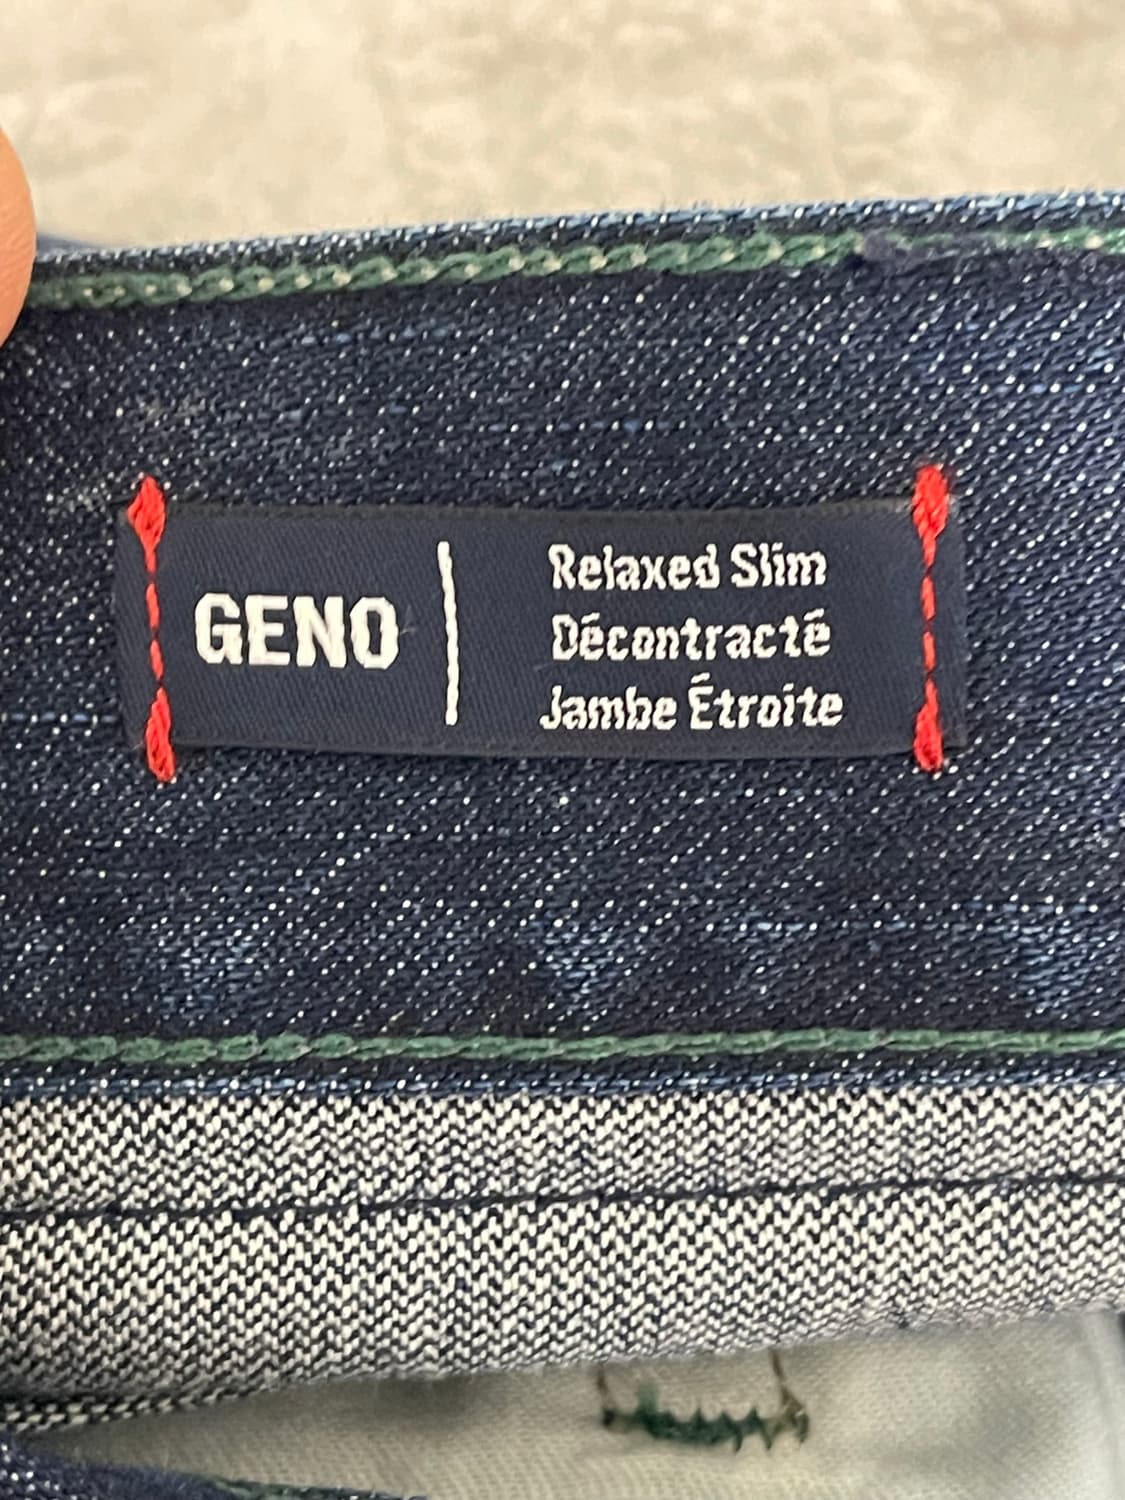 GENO
Relaxed Slim
Décontracté
Jambe Étroite